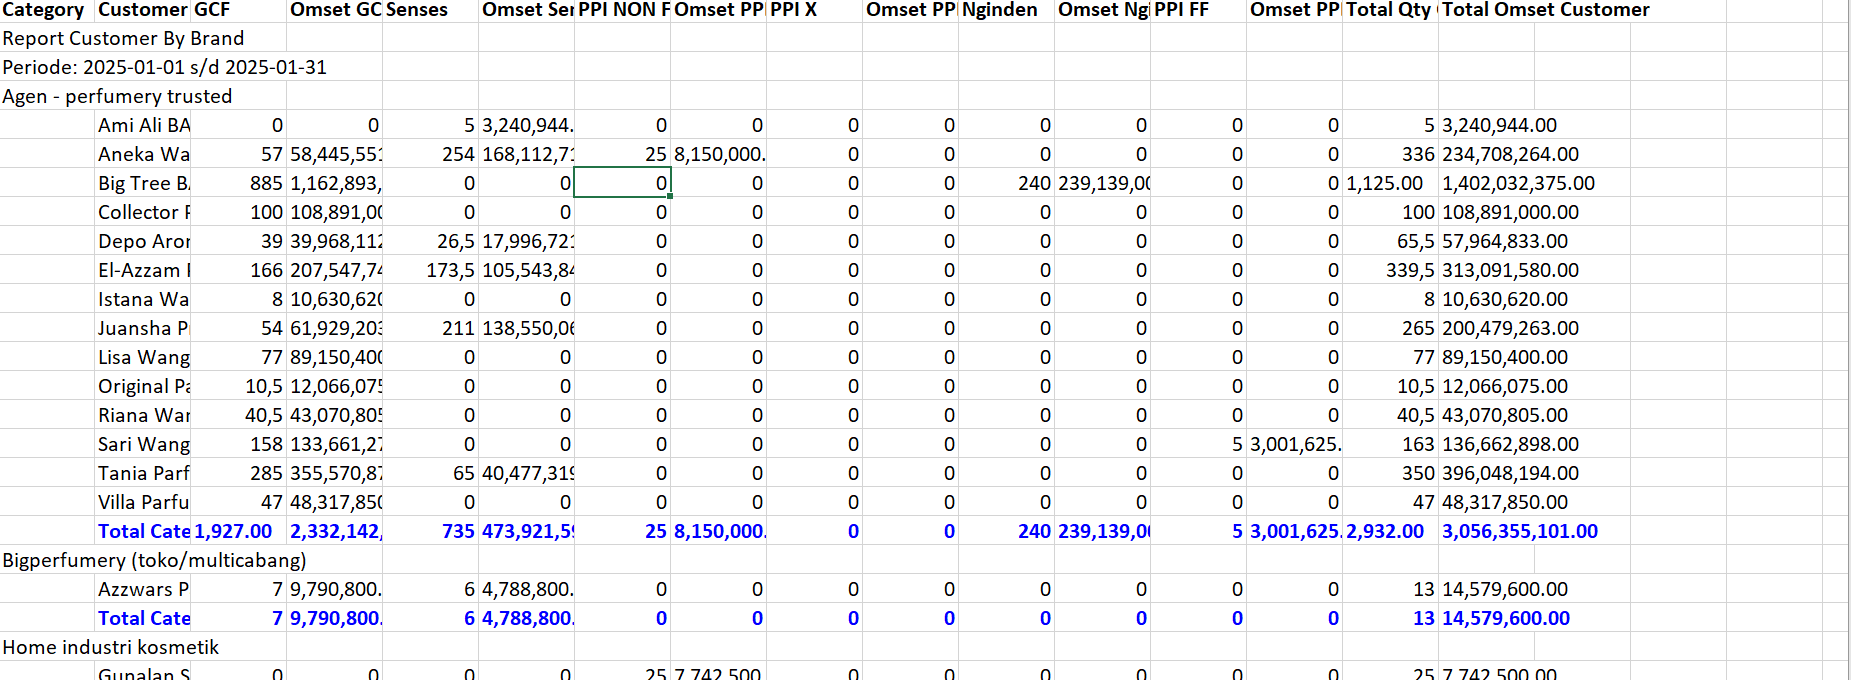 Category Customer GCF Omset GC Senses Omset Ser PPI NON F Omset PP PPI X Omset PP Nginden Omset Ngi PPI FF Omset PP Total Qty Total Omset Customer
Report Customer By Brand
Periode: 2025-01-01 s/d 2025-01-31
Agen - perfumery trusted
Ami Ali BA 0 0 5 3,240,944. 0 0 0 0 0 0 0 0 5 3,240,944.00
Aneka Wa 57 58,445,551 254 168,112,71 25 8,150,000. 0 0 0 0 0 0 336 234,708,264.00
Big Tree B 885 1,162,893, 0 0 0 0 0 0 240 239,139,00 0 0 1,125.00 1,402,032,375.00
Collector P 100 108,891,00 0 0 0 0 0 0 0 0 0 0 100 108,891,000.00
Depo Aror 39 39,968,112 26,5 17,996,721 0 0 0 0 0 0 0 0 65,5 57,964,833.00
El-Azzam 166 207,547,74 173,5 105,543,84 0 0 0 0 0 0 0 0 339,5 313,091,580.00
Istana Wa 8 10,630,620 0 0 0 0 0 0 0 0 0 0 8 10,630,620.00
Juansha P 54 61,929,203 211 138,550,06 0 0 0 0 0 0 0 0 265 200,479,263.00
Lisa Wang 77 89,150,400 0 0 0 0 0 0 0 0 0 0 77 89,150,400.00
Original Pa 10,5 12,066,075 0 0 0 0 0 0 0 0 0 0 10,5 12,066,075.00
Riana War 40,5 43,070,805 0 0 0 0 0 0 0 0 0 0 40,5 43,070,805.00
Sari Wang 158 133,661,27 0 0 0 0 0 0 0 0 5 3,001,625. 163 136,662,898.00
Tania Parf 285 355,570,87 65 40,477,319 0 0 0 0 0 0 0 0 350 396,048,194.00
Villa Parfu 47 48,317,850 0 0 0 0 0 0 0 0 0 0 47 48,317,850.00
Total Cate 1,927.00 2,332,142, 735 473,921,59 25 8,150,000. 0 0 240 239,139,00 5 3,001,625. 2,932.00 3,056,355,101.00
Bigperfumery (toko/multicabang)
Azzwars P 7 9,790,800. 6 4,788,800. 0 0 0 0 0 0 0 0 13 14,579,600.00
Total Cate 7 9,790,800. 6 4,788,800. 0 0 0 0 0 0 0 0 13 14,579,600.00
Home industri kosmetik
Gunalan S 0 0 0 0 25 7,742,500. 0 0 0 0 0 0 25 7,742,500.00